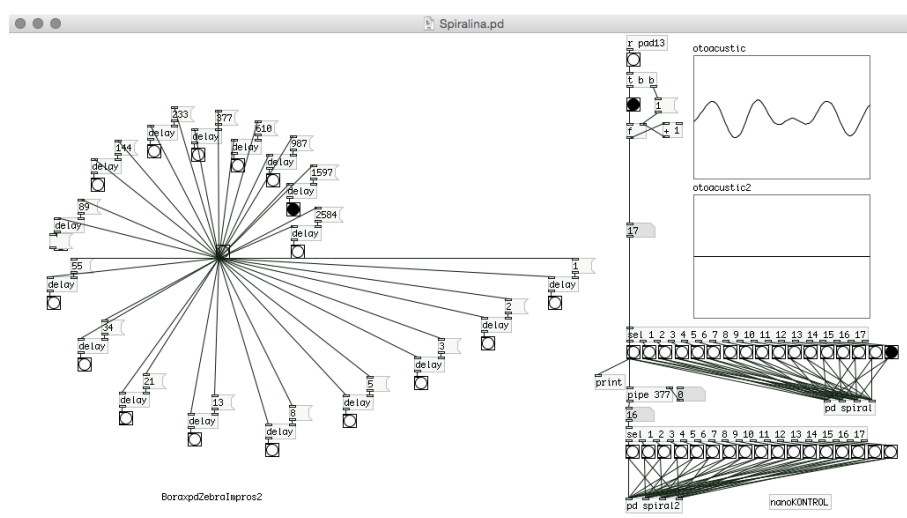 Spiralina.pd
r pad13
otoacustic
t b b
1
f
+ 1
233
377
delay
delay
610
delay
987
delay
144
delay
1597
delay
89
delay
2584
delay
otoacustic2
17
55
delay
1
delay
2
delay
34
delay
3
delay
21
delay
5
delay
13
delay
8
delay
sel 1 2 3 4 5 6 7 8 9 10 11 12 13 14 15 16 17
print
pipe 377
0
pd spiral
16
sel 1 2 3 4 5 6 7 8 9 10 11 12 13 14 15 16 17
BoraxpdZebraImpros2
pd spiral2
nanoKONTROL